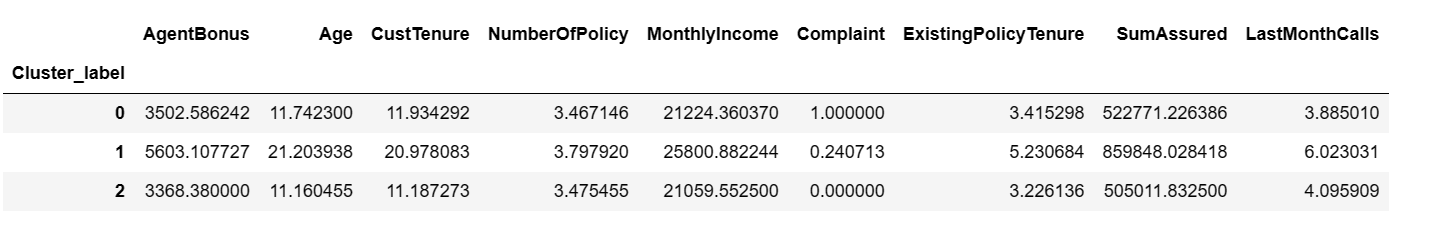 AgentBonus Age CustTenure NumberOfPolicy MonthlyIncome Complaint ExistingPolicyTenure SumAssured LastMonthCalls
Cluster_label
0 3502.586242 11.742300 11.934292 3.467146 21224.360370 1.000000 3.415298 522771.226386 3.885010
1 5603.107727 21.203938 20.978083 3.797920 25800.882244 0.240713 5.230684 859848.028418 6.023031
2 3368.380000 11.160455 11.187273 3.475455 21059.552500 0.000000 3.226136 505011.832500 4.095909